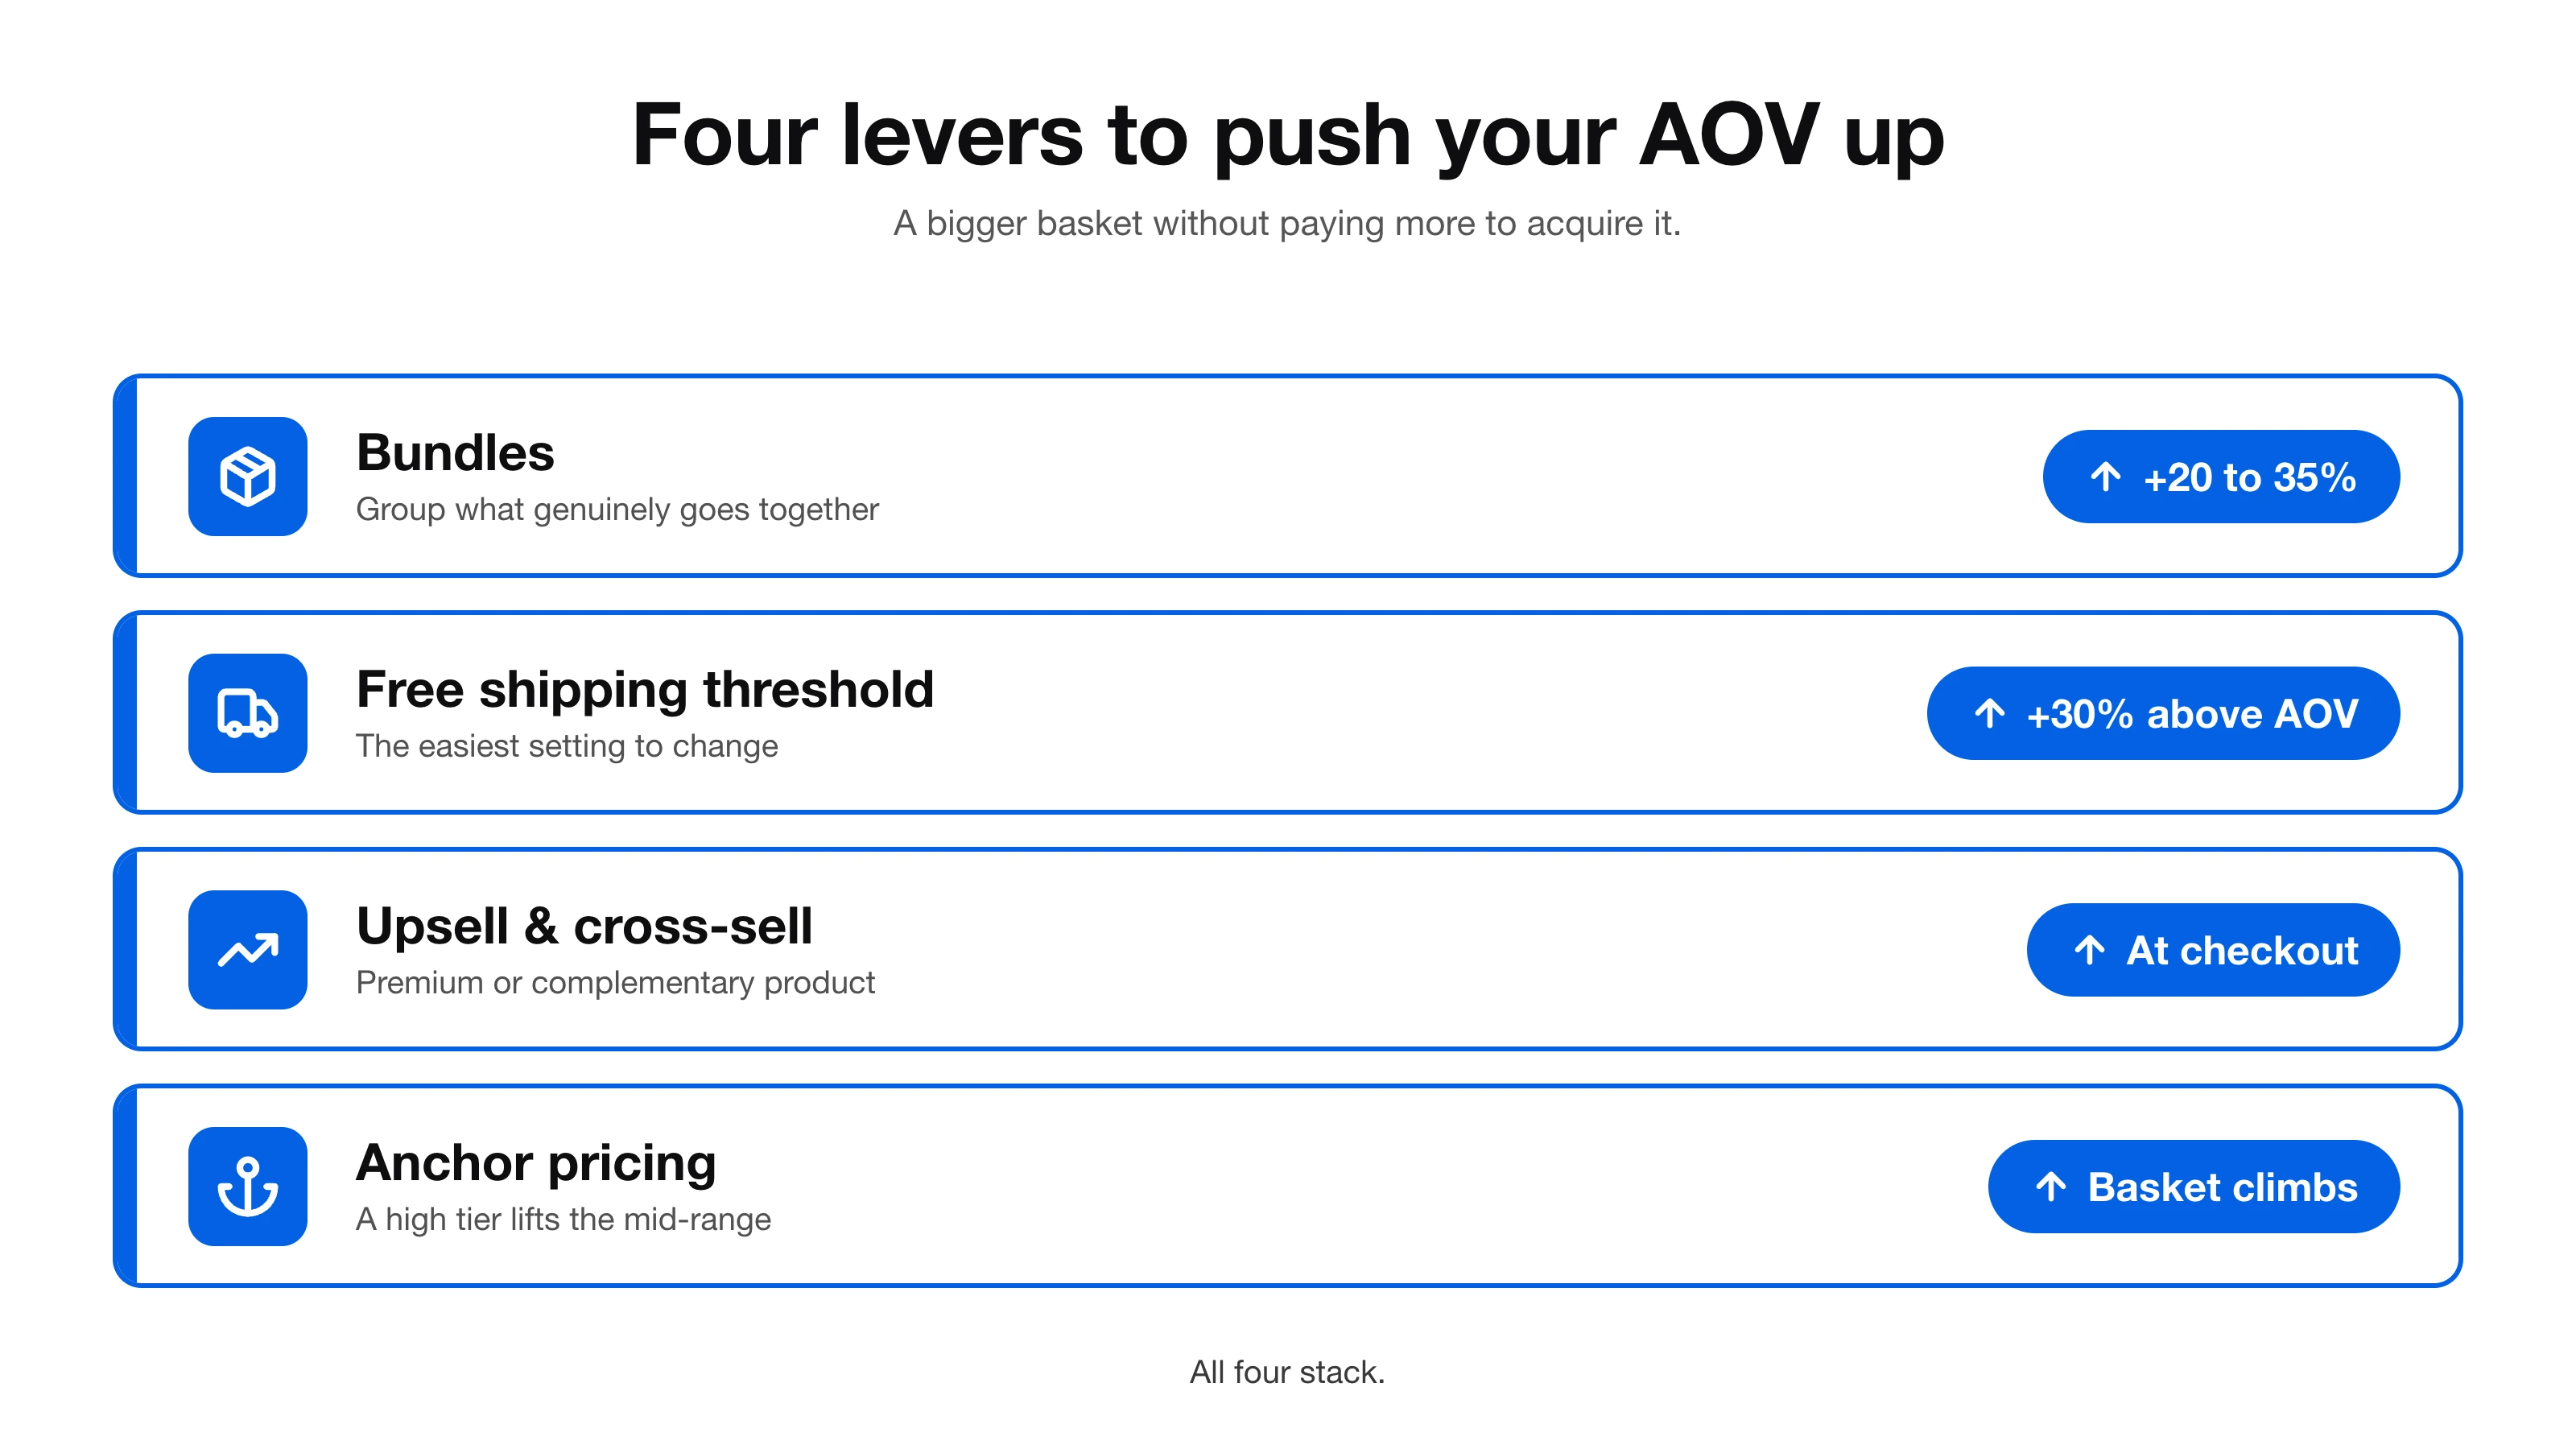 Four levers to push your AOV up
A bigger basket without paying more to acquire it.
Bundles
Group what genuinely goes together
+20 to 35%
Free shipping threshold
The easiest setting to change
+30% above AOV
Upsell & cross-sell
Premium or complementary product
At checkout
Anchor pricing
A high tier lifts the mid-range
Basket climbs
All four stack.